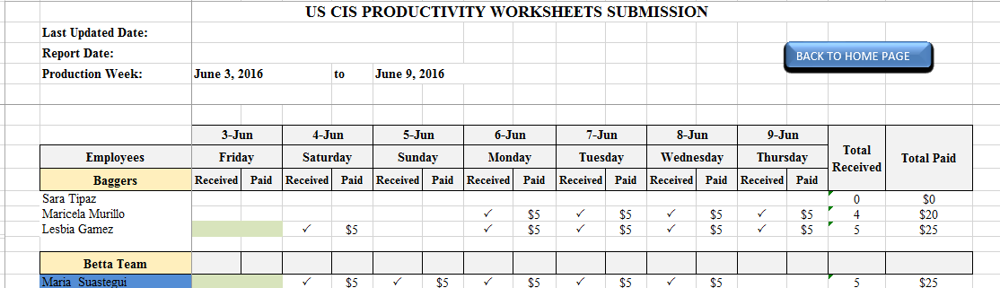 US CIS PRODUCTIVITY WORKSHEETS SUBMISSION
Last Updated Date:
Report Date:
BACK TO HOME PAGE
Production Week: June 3, 2016 to June 9, 2016
3-Jun 4-Jun 5-Jun 6-Jun 7-Jun 8-Jun 9-Jun
Employees Friday Saturday Sunday Monday Tuesday Wednesday Thursday Total Received Total Paid
Baggers Received Paid Received Paid Received Paid Received Paid Received Paid Received Paid Received Paid
Sara Tipaz 0 $0
Maricela Murillo ✓ $5 ✓ $5 ✓ $5 ✓ $5 4 $20
Lesbia Gamez ✓ $5 ✓ $5 ✓ $5 ✓ $5 ✓ $5 5 $25
Betta Team
Maria Suastegui ✓ $5 ✓ $5 ✓ $5 ✓ $5 ✓ $5 5 $25